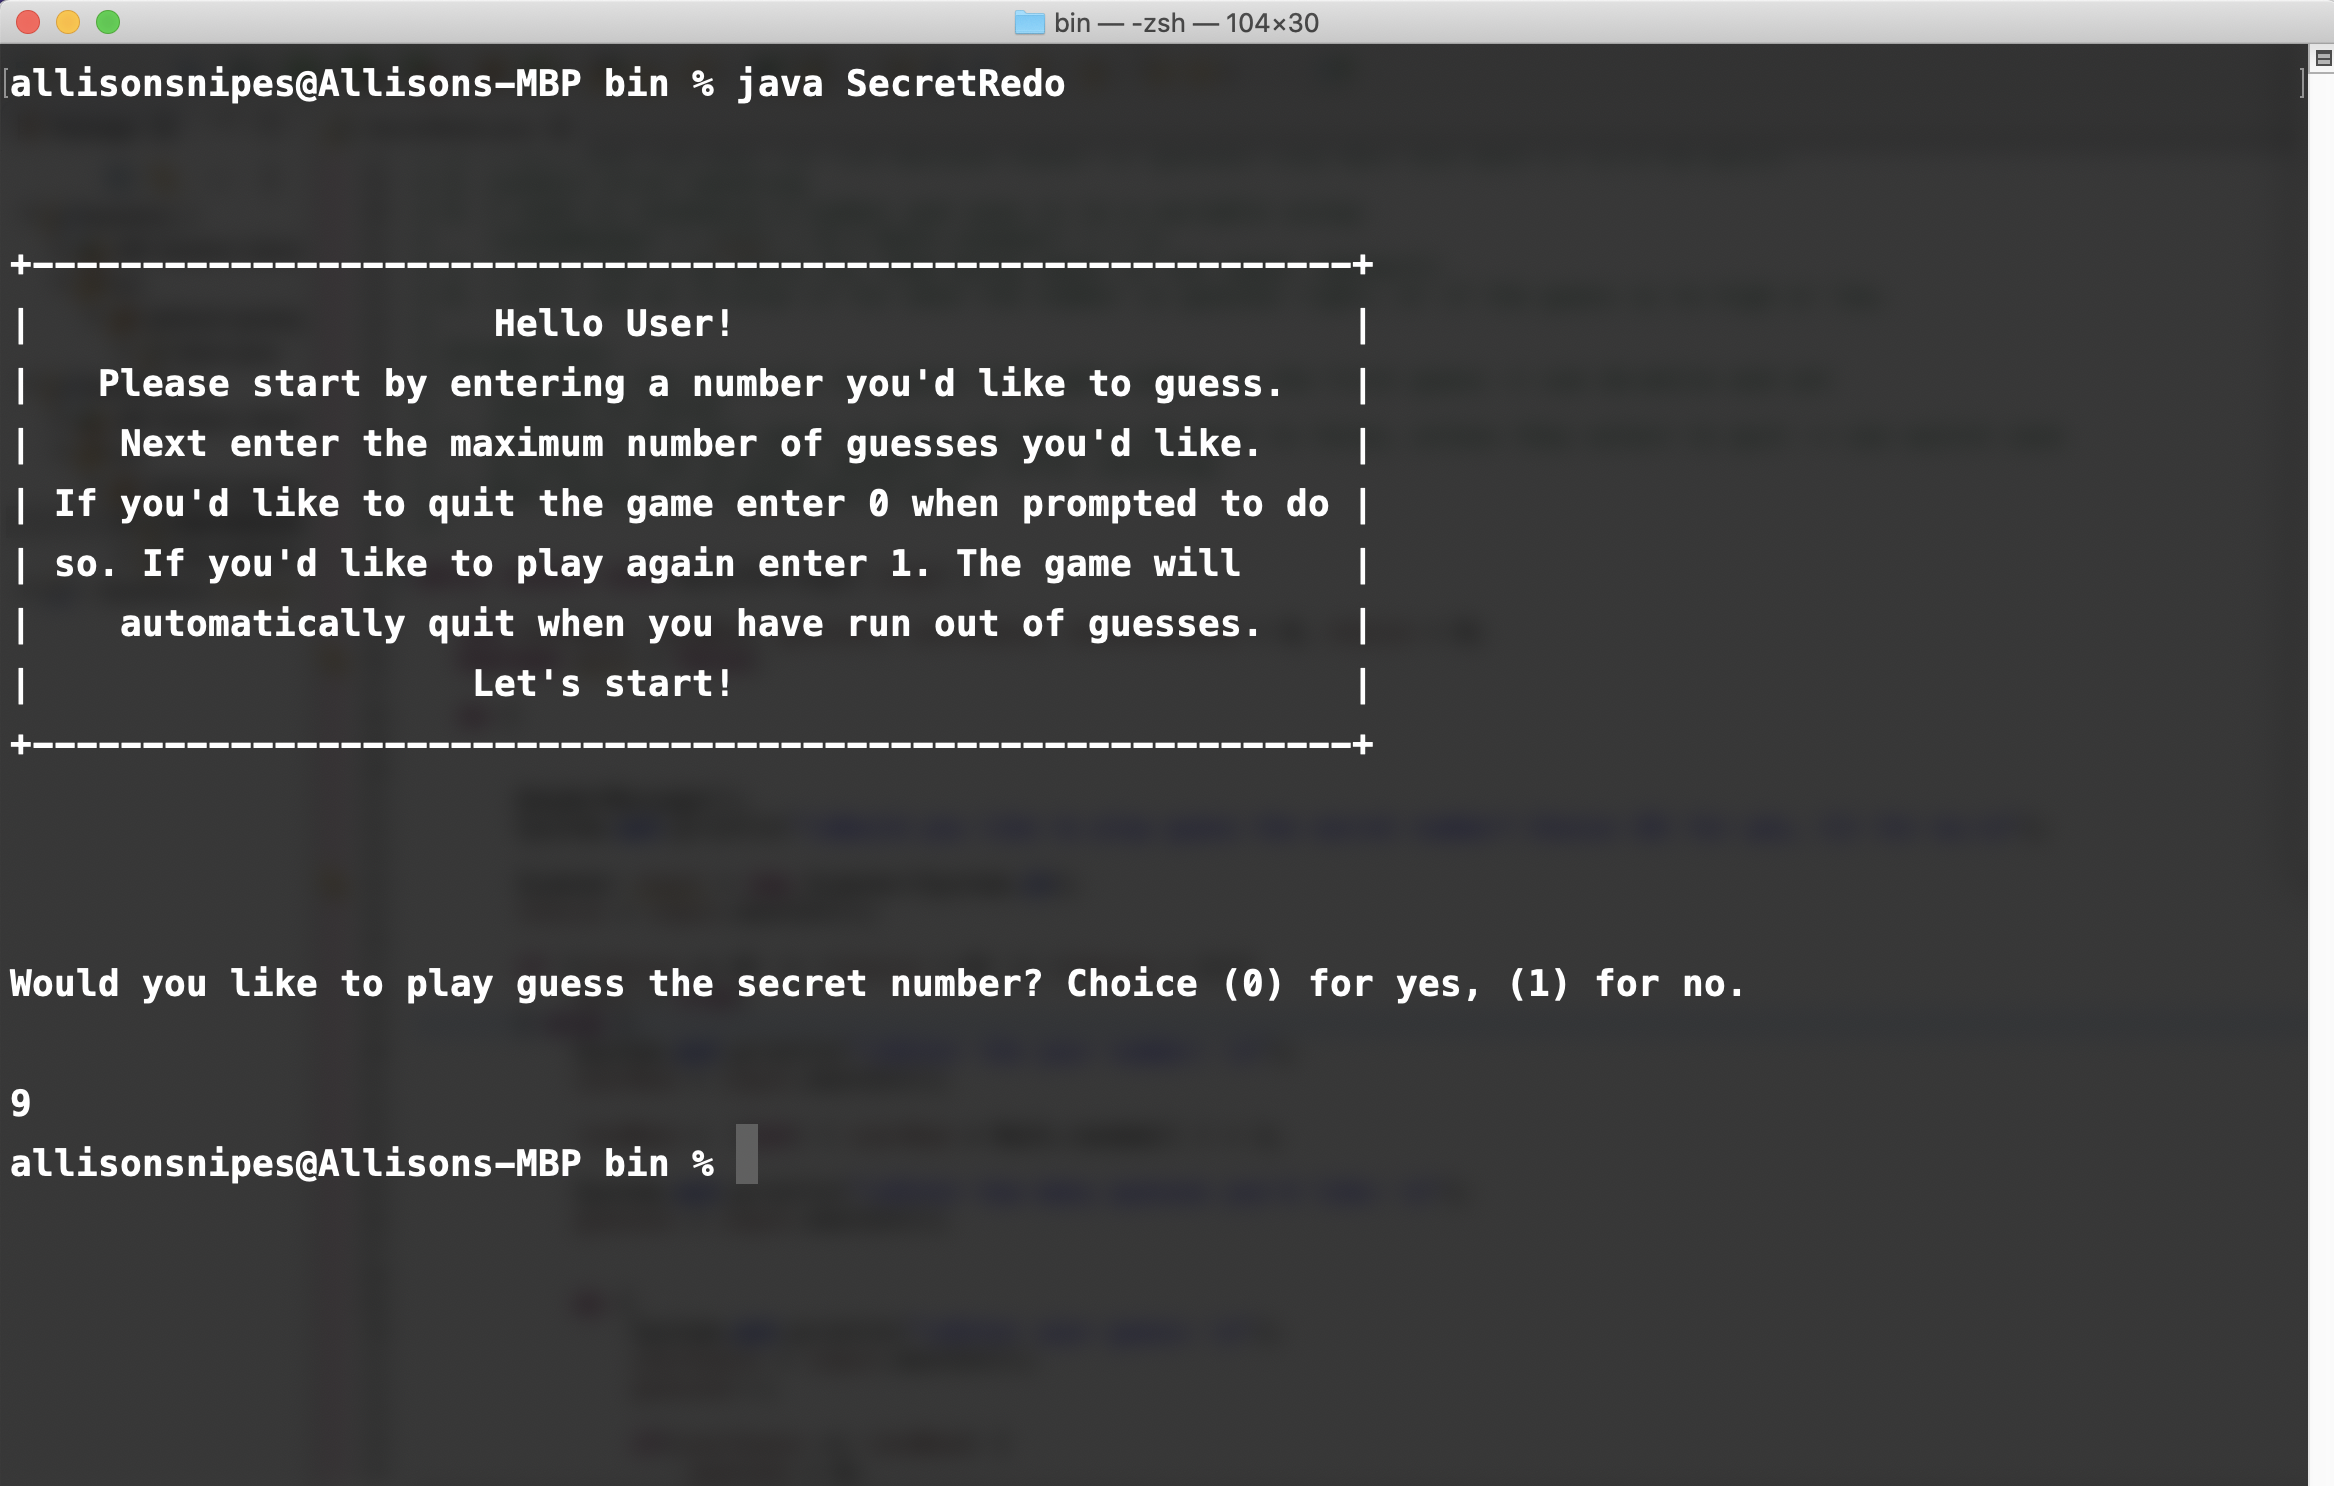 bin — -zsh — 104×30
allisonsnipes@Allisons-MBP bin % java SecretRedo
+------------------------------------------------------------+
|                     Hello User!                            |
|   Please start by entering a number you'd like to guess.   |
|    Next enter the maximum number of guesses you'd like.    |
| If you'd like to quit the game enter 0 when prompted to do |
| so. If you'd like to play again enter 1. The game will     |
|    automatically quit when you have run out of guesses.    |
|                    Let's start!                            |
+------------------------------------------------------------+
Would you like to play guess the secret number? Choice (0) for yes, (1) for no.
9
allisonsnipes@Allisons-MBP bin %